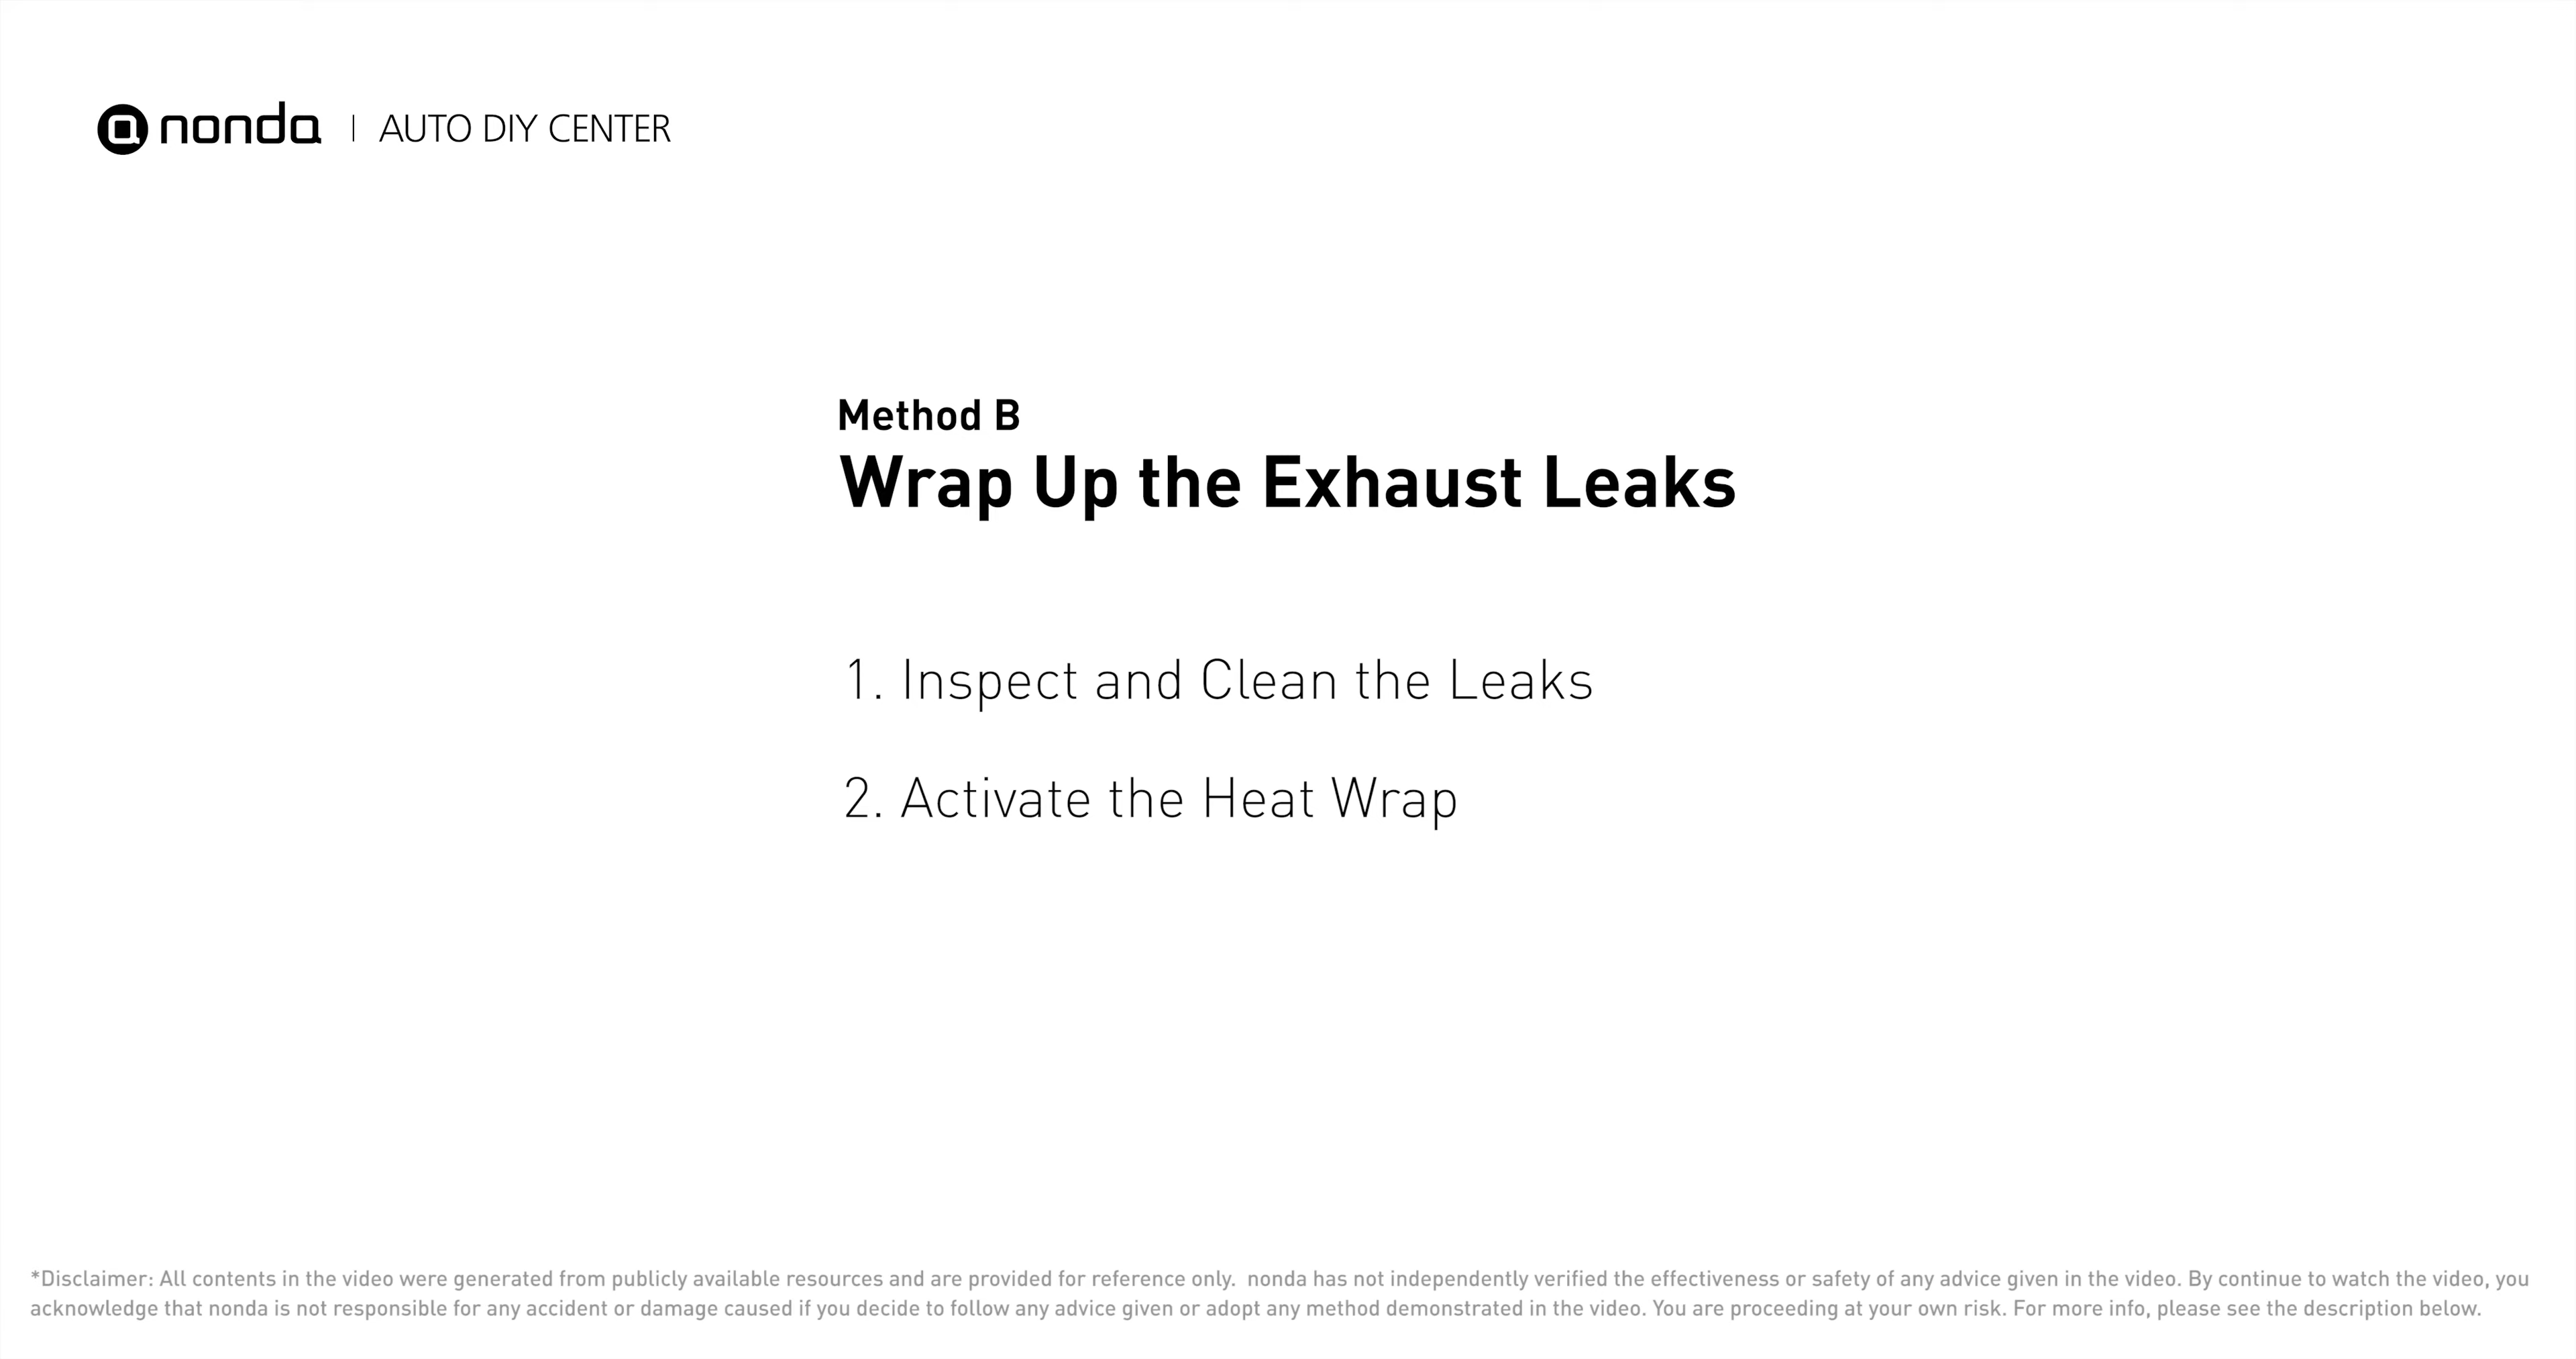 nonda | AUTO DIY CENTER
Method B
Wrap Up the Exhaust Leaks
1. Inspect and Clean the Leaks
2. Activate the Heat Wrap
*Disclaimer: All contents in the video were generated from publicly available resources and are provided for reference only.  nonda has not independently verified the effectiveness or safety of any advice given in the video. By continue to watch the video, you
acknowledge that nonda is not responsible for any accident or damage caused if you decide to follow any advice given or adopt any method demonstrated in the video. You are proceeding at your own risk. For more info, please see the description below.